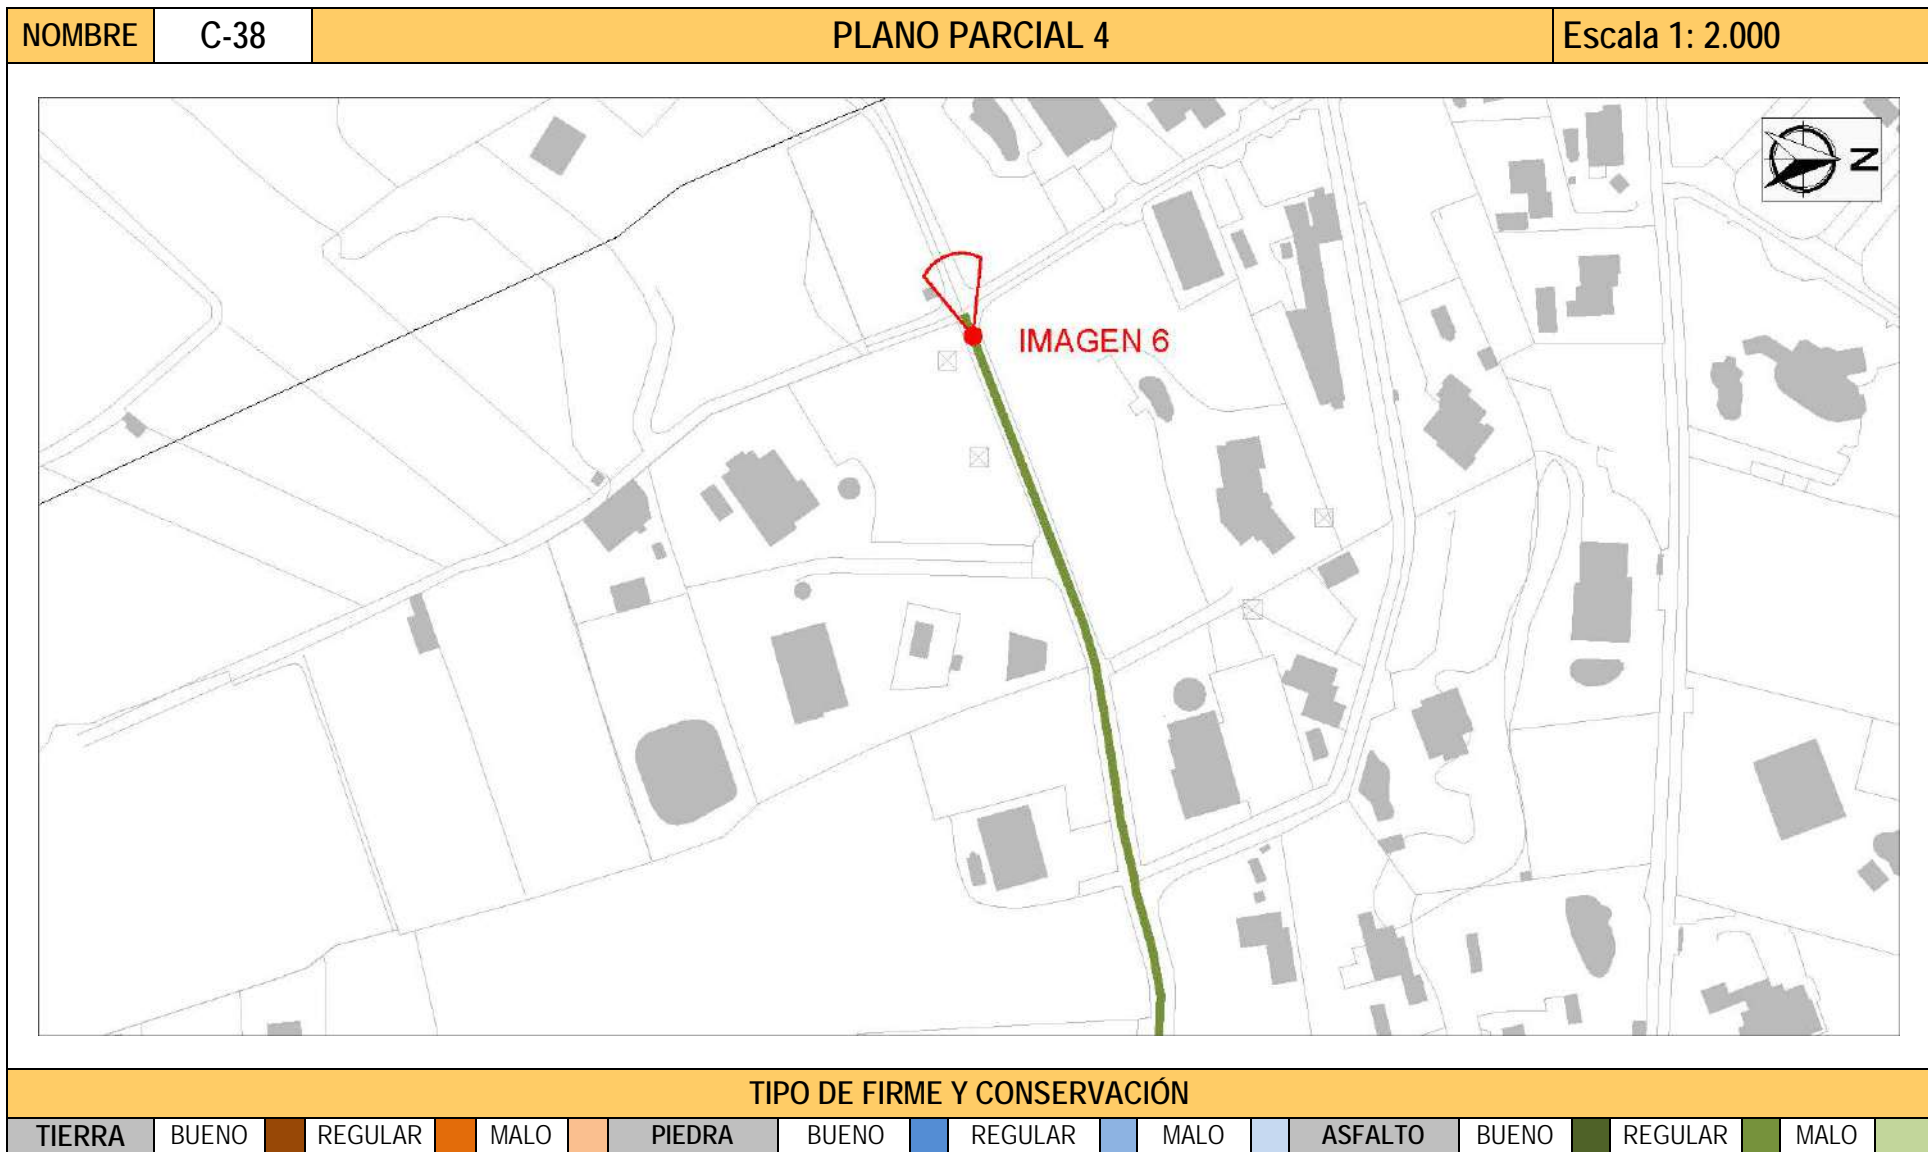 NOMBRE C-38 PLANO PARCIAL 4 Escala 1: 2.000
N
IMAGEN 6
TIPO DE FIRME Y CONSERVACIÓN
TIERRA BUENO REGULAR MALO PIEDRA BUENO REGULAR MALO ASFALTO BUENO REGULAR MALO